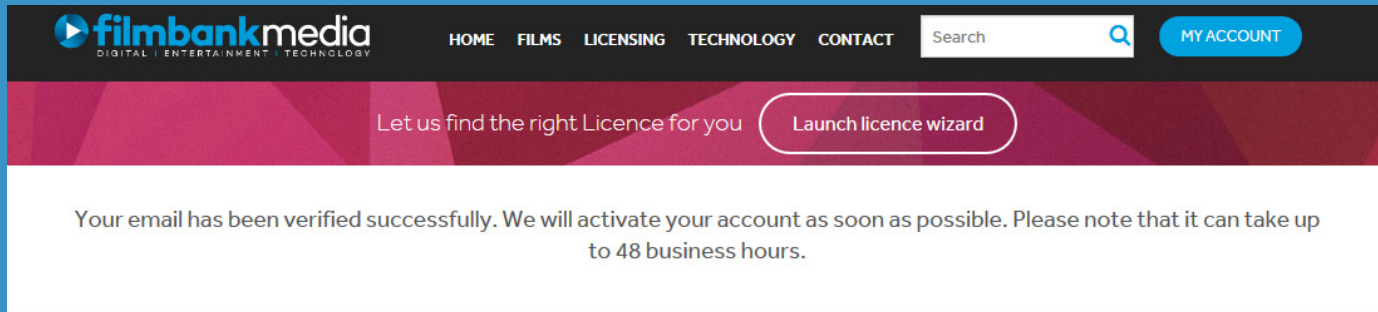 filmbankmedia
DIGITAL | ENTERTAINMENT | TECHNOLOGY
HOME FILMS LICENSING TECHNOLOGY CONTACT Search MY ACCOUNT
Let us find the right Licence for you Launch licence wizard
Your email has been verified successfully. We will activate your account as soon as possible. Please note that it can take up
to 48 business hours.